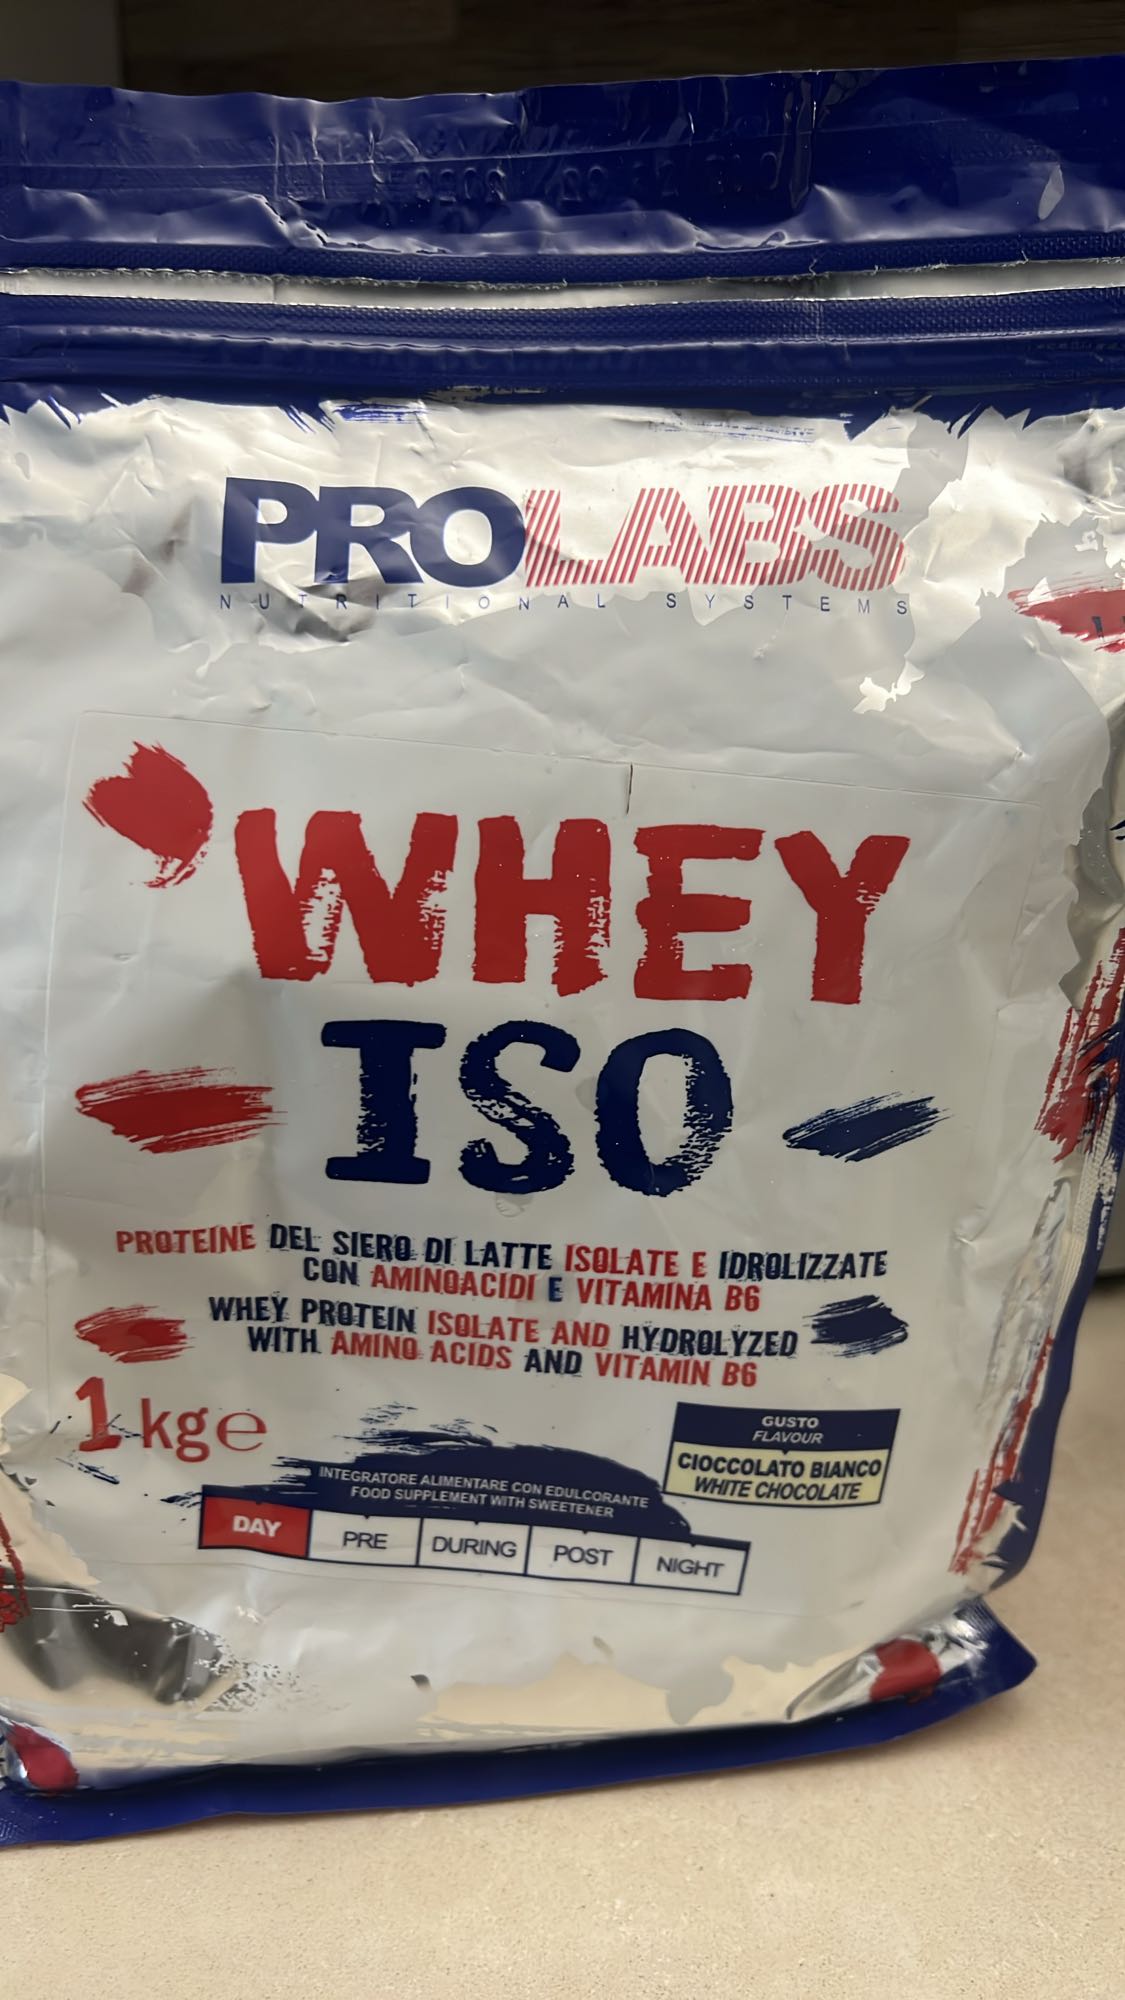 PROLABS
NUTRITIONAL SYSTEMS
WHEY
ISO
PROTEINE DEL SIERO DI LATTE ISOLATE E IDROLIZZATE
CON AMINOACIDI E VITAMINA B6
WHEY PROTEIN ISOLATE AND HYDROLYZED
WITH AMINO ACIDS AND VITAMIN B6
1 kg e
GUSTO
FLAVOUR
CIOCCOLATO BIANCO
WHITE CHOCOLATE
INTEGRATORE ALIMENTARE CON EDULCORANTE
FOOD SUPPLEMENT WITH SWEETENER
DAY PRE DURING POST NIGHT